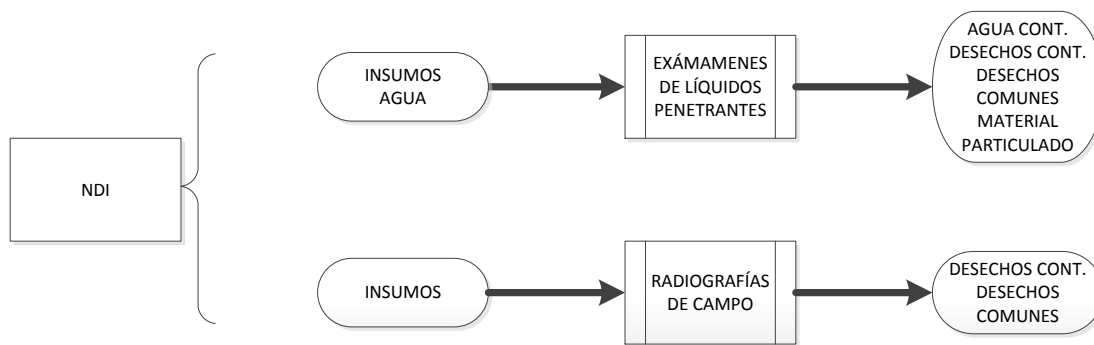 NDI
INSUMOS
AGUA
EXÁMAMENES
DE LÍQUIDOS
PENETRANTES
AGUA CONT.
DESECHOS CONT.
DESECHOS
COMUNES
MATERIAL
PARTICULADO
INSUMOS
RADIOGRAFÍAS
DE CAMPO
DESECHOS CONT.
DESECHOS
COMUNES